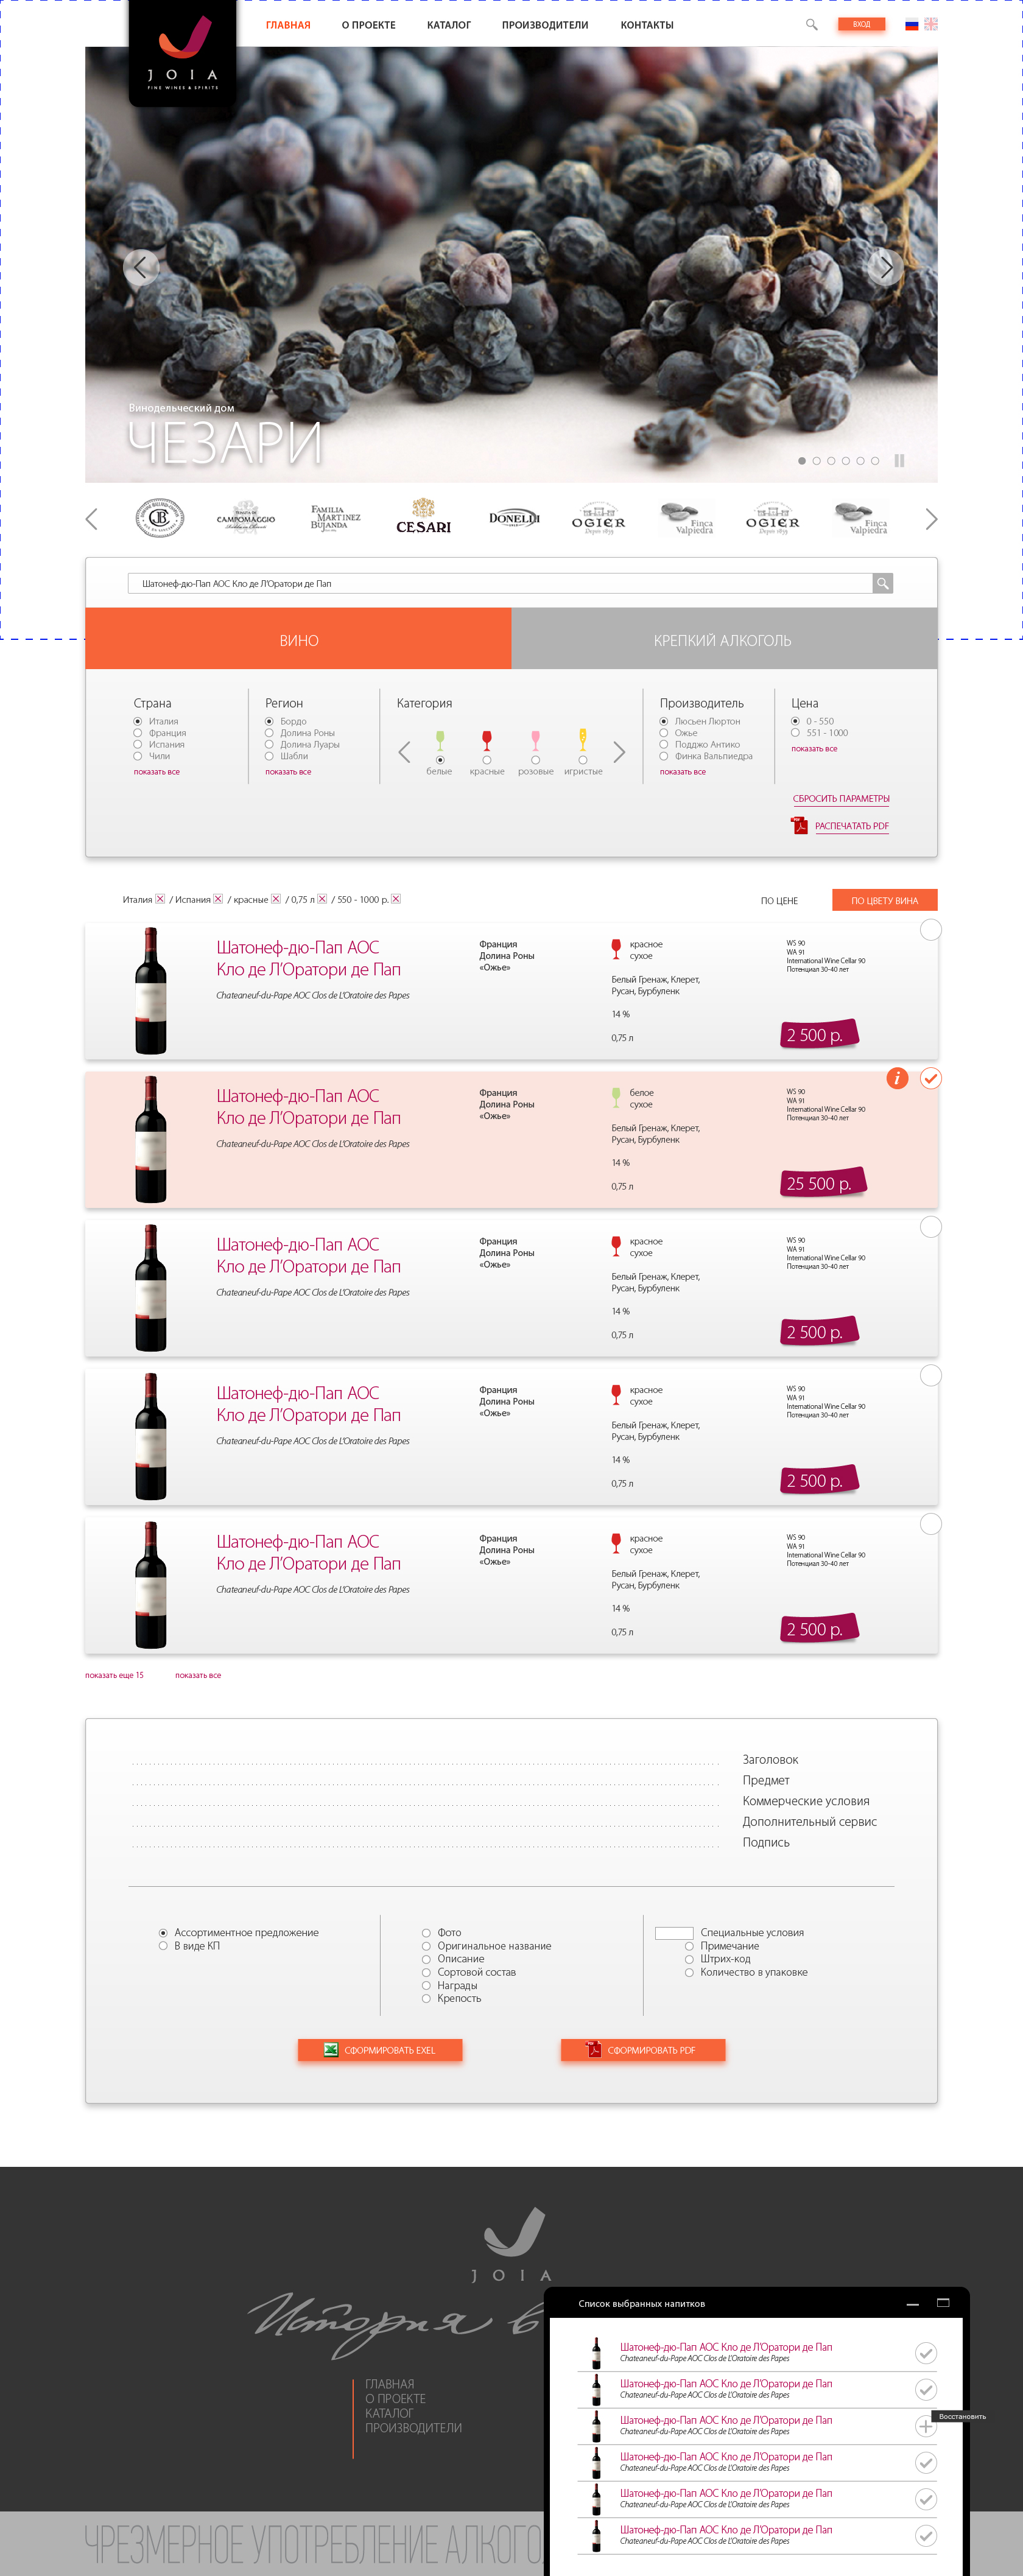 ГЛАВНАЯ О ПРОЕКТЕ КАТАЛОГ ПРОИЗВОДИТЕЛИ КОНТАКТЫ ВХОД
JOIA
FINE WINES & SPIRITS
Винодельческий дом
ЧЕЗАРИ
JB CAMPOMAGGIO FAMILIA MARTINEZ BUJANDA CESARI DONELLI OGIER Depuis 1859 Finca Valpiedra OGIER Depuis 1859 Finca Valpiedra
Шатонеф-дю-Пап АОС Кло де Л'Оратори де Пап
ВИНО КРЕПКИЙ АЛКОГОЛЬ
Страна
Италия
Франция
Испания
Чили
показать все
Регион
Бордо
Долина Роны
Долина Луары
Шабли
показать все
Категория
белые красные розовые игристые
Производитель
Люсьен Люртон
Ожье
Подджо Антико
Финка Вальпиедра
показать все
Цена
0 - 550
551 - 1000
показать все
СБРОСИТЬ ПАРАМЕТРЫ
РАСПЕЧАТАТЬ PDF
Италия / Испания / красные / 0,75 л / 550 - 1000 р. ПО ЦЕНЕ ПО ЦВЕТУ ВИНА
Шатонеф-дю-Пап АОС
Кло де Л'Оратори де Пап
Chateaneuf-du-Pape AOC Clos de L'Oratoire des Papes
Франция
Долина Роны
«Ожье»
красное
сухое
Белый Гренаж, Клерет,
Русан, Бурбуленк
14 %
0,75 л
WS 90
WA 91
International Wine Cellar 90
Потенциал 30-40 лет
2 500 р.
Шатонеф-дю-Пап АОС
Кло де Л'Оратори де Пап
Chateaneuf-du-Pape AOC Clos de L'Oratoire des Papes
Франция
Долина Роны
«Ожье»
белое
сухое
Белый Гренаж, Клерет,
Русан, Бурбуленк
14 %
0,75 л
i
WS 90
WA 91
International Wine Cellar 90
Потенциал 30-40 лет
25 500 р.
Шатонеф-дю-Пап АОС
Кло де Л'Оратори де Пап
Chateaneuf-du-Pape AOC Clos de L'Oratoire des Papes
Франция
Долина Роны
«Ожье»
красное
сухое
Белый Гренаж, Клерет,
Русан, Бурбуленк
14 %
0,75 л
WS 90
WA 91
International Wine Cellar 90
Потенциал 30-40 лет
2 500 р.
Шатонеф-дю-Пап АОС
Кло де Л'Оратори де Пап
Chateaneuf-du-Pape AOC Clos de L'Oratoire des Papes
Франция
Долина Роны
«Ожье»
красное
сухое
Белый Гренаж, Клерет,
Русан, Бурбуленк
14 %
0,75 л
WS 90
WA 91
International Wine Cellar 90
Потенциал 30-40 лет
2 500 р.
Шатонеф-дю-Пап АОС
Кло де Л'Оратори де Пап
Chateaneuf-du-Pape AOC Clos de L'Oratoire des Papes
Франция
Долина Роны
«Ожье»
красное
сухое
Белый Гренаж, Клерет,
Русан, Бурбуленк
14 %
0,75 л
WS 90
WA 91
International Wine Cellar 90
Потенциал 30-40 лет
2 500 р.
показать еще 15 показать все
Заголовок
Предмет
Коммерческие условия
Дополнительный сервис
Подпись
Ассортиментное предложение
В виде КП
Фото
Оригинальное название
Описание
Сортовой состав
Награды
Крепость
Специальные условия
Примечание
Штрих-код
Количество в упаковке
СФОРМИРОВАТЬ EXEL СФОРМИРОВАТЬ PDF
JOIA
История в
ГЛАВНАЯ
О ПРОЕКТЕ
КАТАЛОГ
ПРОИЗВОДИТЕЛИ
Список выбранных напитков
Шатонеф-дю-Пап АОС Кло де Л'Оратори де Пап
Chateaneuf-du-Pape AOC Clos de L'Oratoire des Papes
Шатонеф-дю-Пап АОС Кло де Л'Оратори де Пап
Chateaneuf-du-Pape AOC Clos de L'Oratoire des Papes
Восстановить
Шатонеф-дю-Пап АОС Кло де Л'Оратори де Пап
Chateaneuf-du-Pape AOC Clos de L'Oratoire des Papes
Шатонеф-дю-Пап АОС Кло де Л'Оратори де Пап
Chateaneuf-du-Pape AOC Clos de L'Oratoire des Papes
Шатонеф-дю-Пап АОС Кло де Л'Оратори де Пап
Chateaneuf-du-Pape AOC Clos de L'Oratoire des Papes
Шатонеф-дю-Пап АОС Кло де Л'Оратори де Пап
Chateaneuf-du-Pape AOC Clos de L'Oratoire des Papes
ЧРЕЗМЕРНОЕ УПОТРЕБЛЕНИЕ АЛКОГО